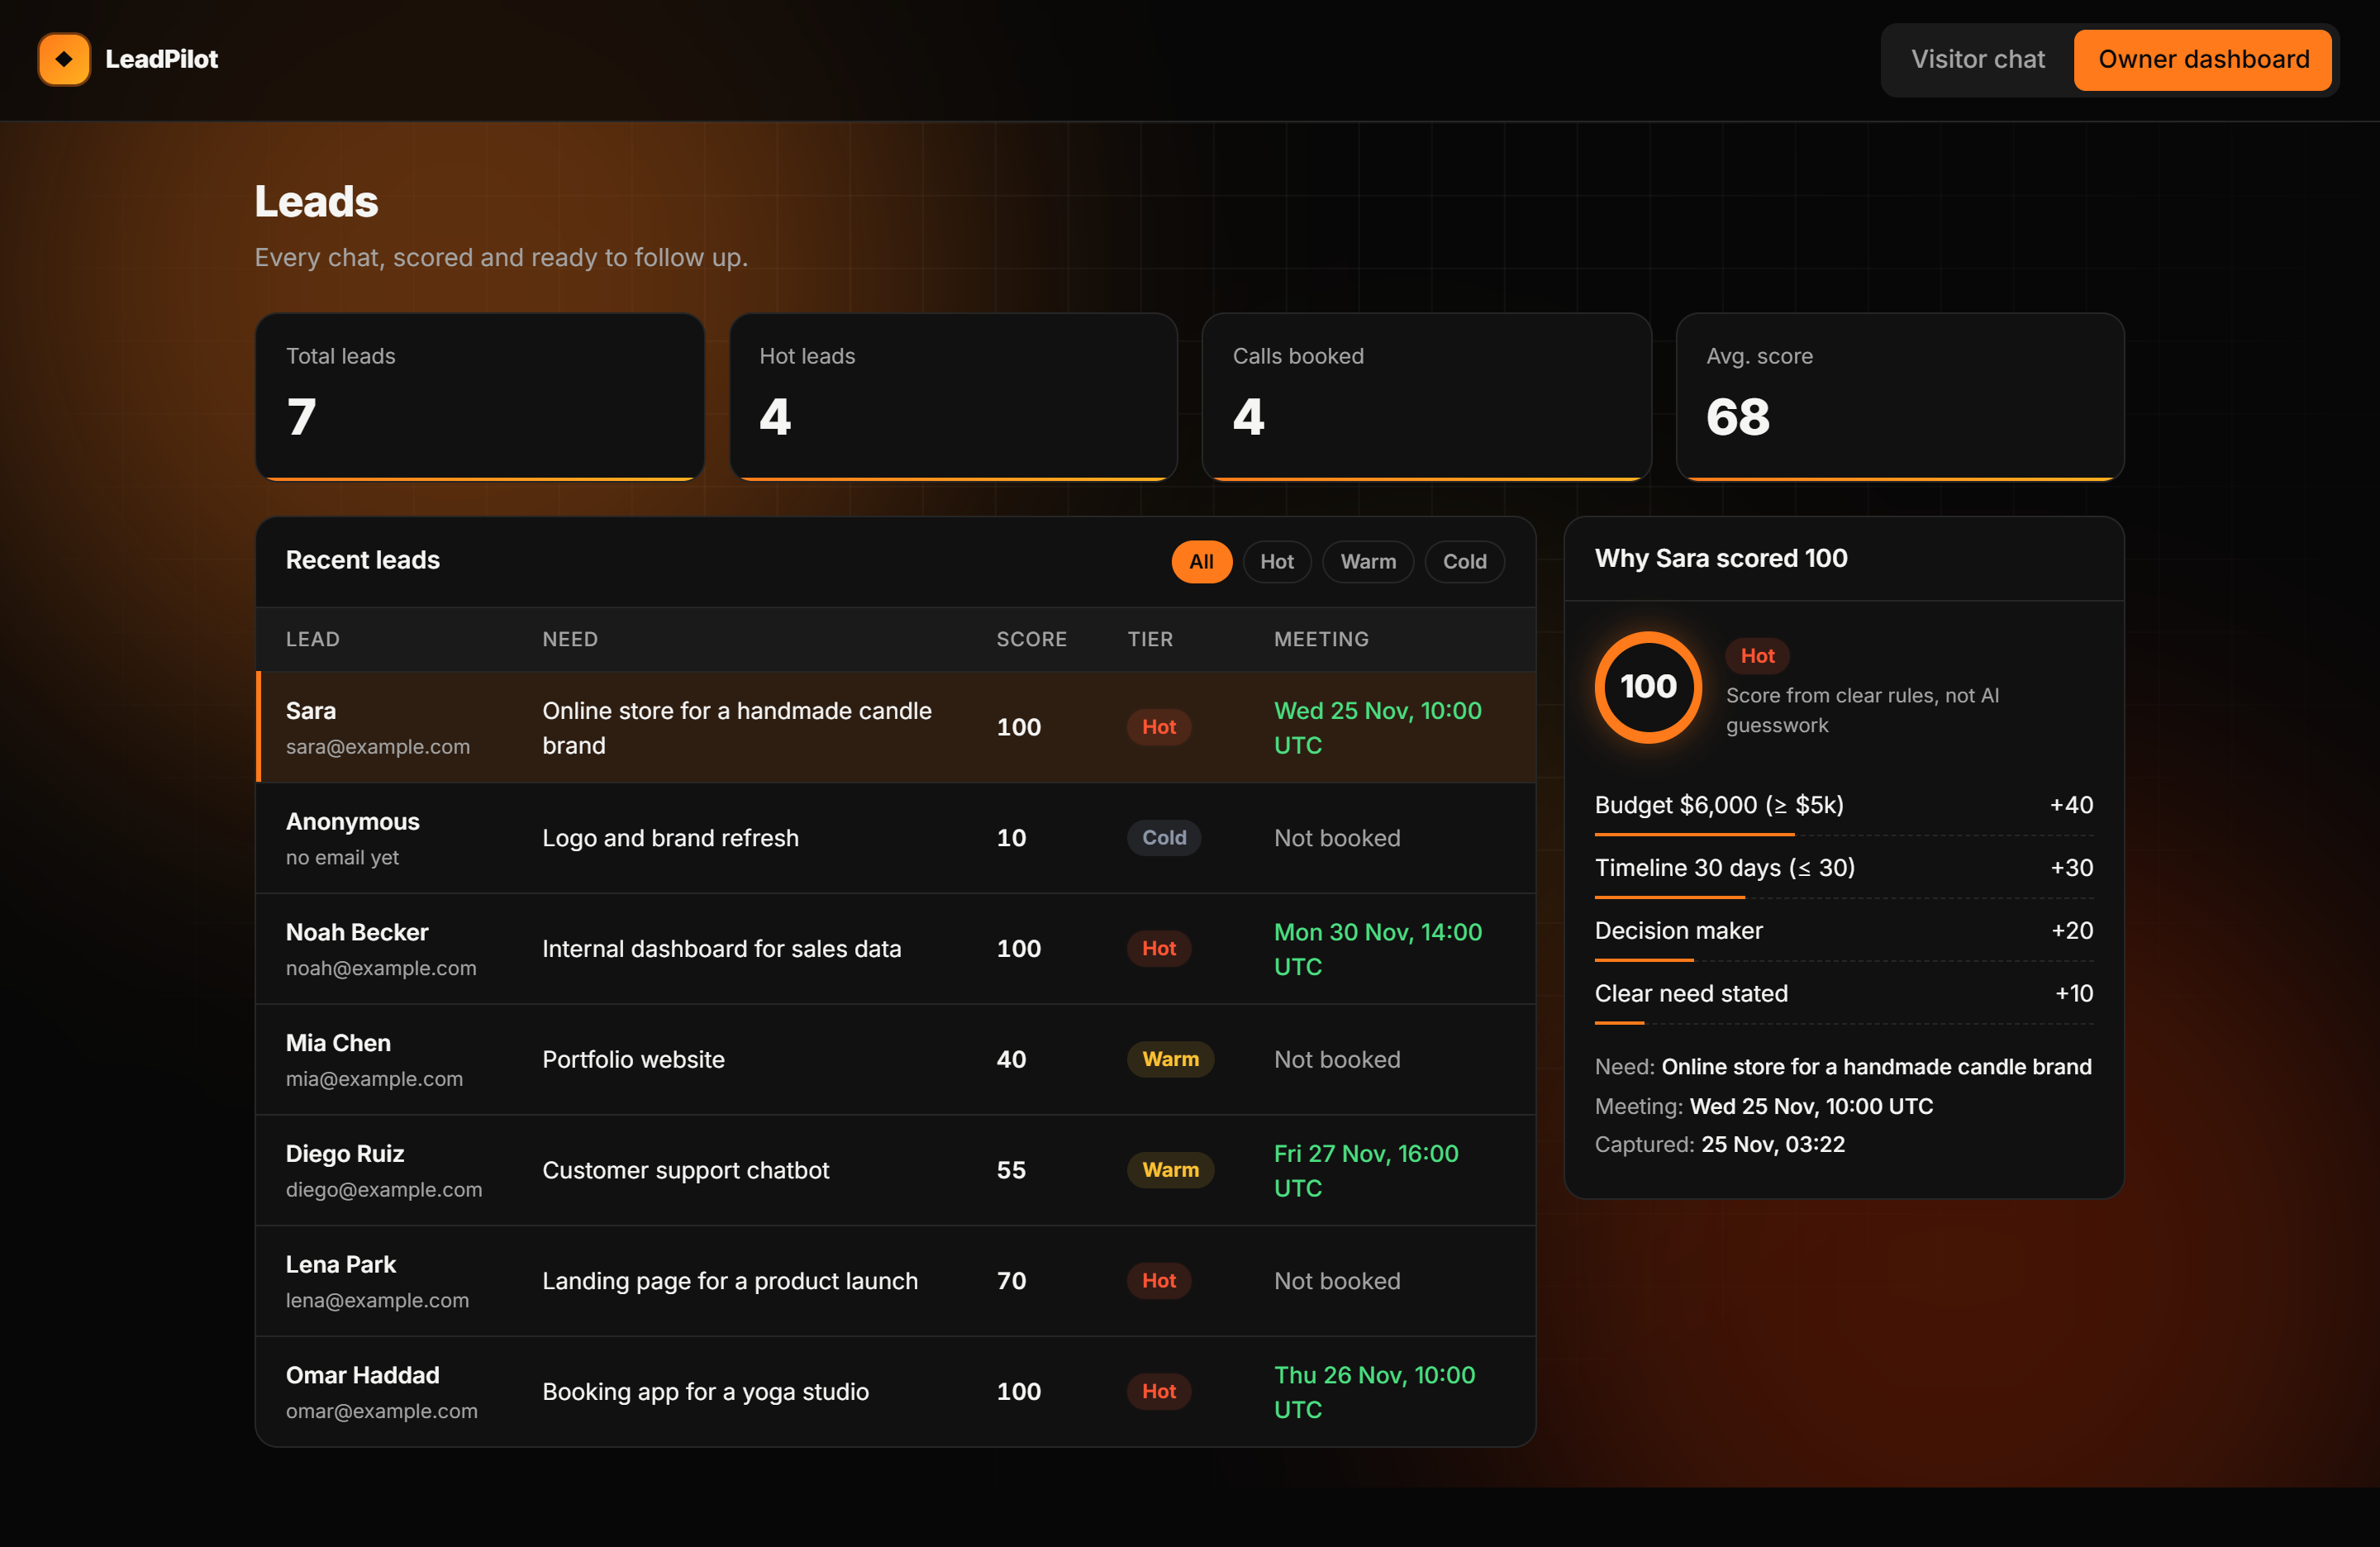 LeadPilot
Visitor chat
Owner dashboard
Leads
Every chat, scored and ready to follow up.
Total leads
7
Hot leads
4
Calls booked
4
Avg. score
68
Recent leads
All
Hot
Warm
Cold
LEAD NEED SCORE TIER MEETING
Sara
sara@example.com
Online store for a handmade candle
brand
100
Hot
Wed 25 Nov, 10:00
UTC
Anonymous
no email yet
Logo and brand refresh
10
Cold
Not booked
Noah Becker
noah@example.com
Internal dashboard for sales data
100
Hot
Mon 30 Nov, 14:00
UTC
Mia Chen
mia@example.com
Portfolio website
40
Warm
Not booked
Diego Ruiz
diego@example.com
Customer support chatbot
55
Warm
Fri 27 Nov, 16:00
UTC
Lena Park
lena@example.com
Landing page for a product launch
70
Hot
Not booked
Omar Haddad
omar@example.com
Booking app for a yoga studio
100
Hot
Thu 26 Nov, 10:00
UTC
Why Sara scored 100
100
Hot
Score from clear rules, not AI
guesswork
Budget $6,000 (≥ $5k) +40
Timeline 30 days (≤ 30) +30
Decision maker +20
Clear need stated +10
Need: Online store for a handmade candle brand
Meeting: Wed 25 Nov, 10:00 UTC
Captured: 25 Nov, 03:22